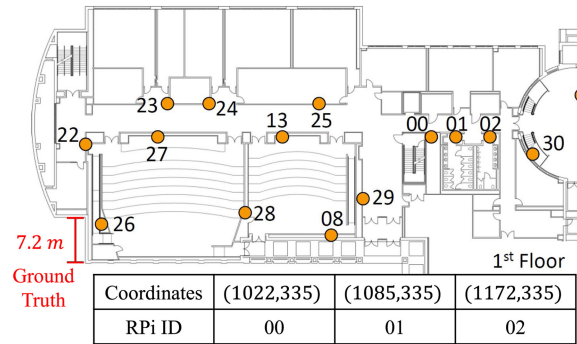 23
24
25
22
27
13
00
01
02
30
29
28
26
08
7.2 m
Ground
Truth
1st Floor
Coordinates (1022,335) (1085,335) (1172,335)
RPi ID 00 01 02